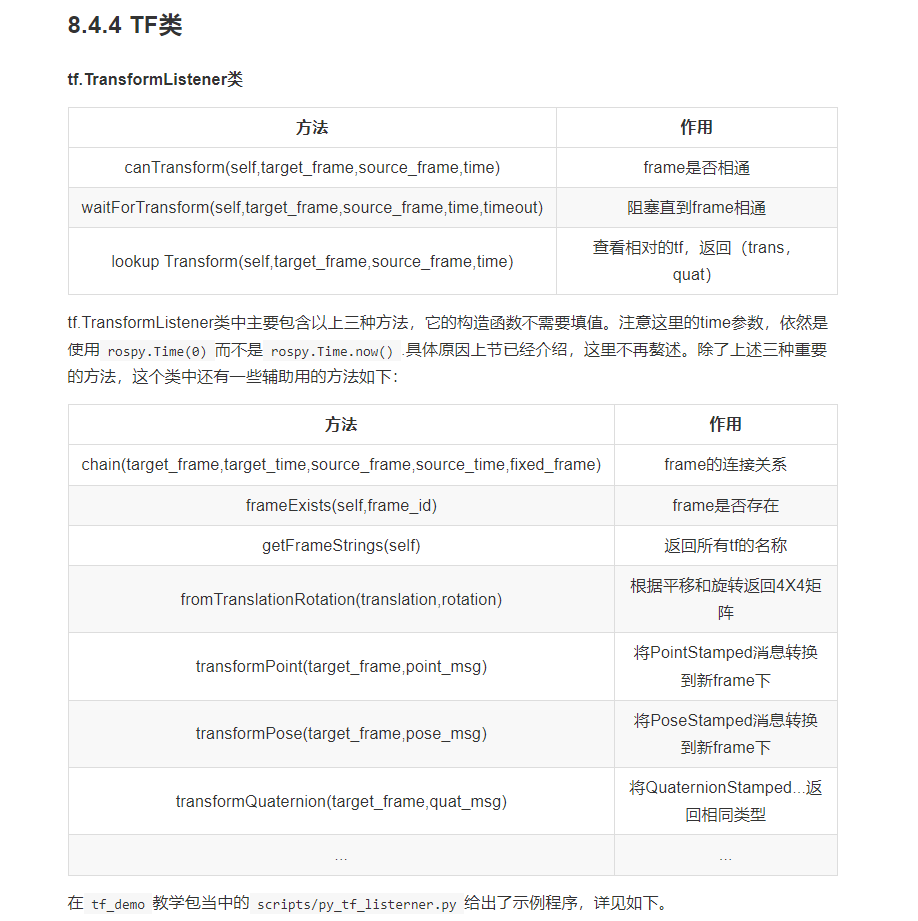 8.4.4 TF类
tf.TransformListener类
方法 作用
canTransform(self,target_frame,source_frame,time) frame是否相通
waitForTransform(self,target_frame,source_frame,time,timeout) 阻塞直到frame相通
lookup Transform(self,target_frame,source_frame,time) 查看相对的tf，返回（trans，
quat）
tf.TransformListener类中主要包含以上三种方法，它的构造函数不需要填值。注意这里的time参数，依然是
使用 rospy.Time(0) 而不是 rospy.Time.now() .具体原因上节已经介绍，这里不再鳌述。除了上述三种重要
的方法，这个类中还有一些辅助用的方法如下：
方法 作用
chain(target_frame,target_time,source_frame,source_time,fixed_frame) frame的连接关系
frameExists(self,frame_id) frame是否存在
getFrameStrings(self) 返回所有tf的名称
fromTranslationRotation(translation,rotation) 根据平移和旋转返回4X4矩
阵
transformPoint(target_frame,point_msg) 将PointStamped消息转换
到新frame下
transformPose(target_frame,pose_msg) 将PoseStamped消息转换
到新frame下
transformQuaternion(target_frame,quat_msg) 将QuaternionStamped...返
回相同类型
... ...
在 tf_demo 教学包当中的 scripts/py_tf_listerner.py 给出了示例程序，详见如下。